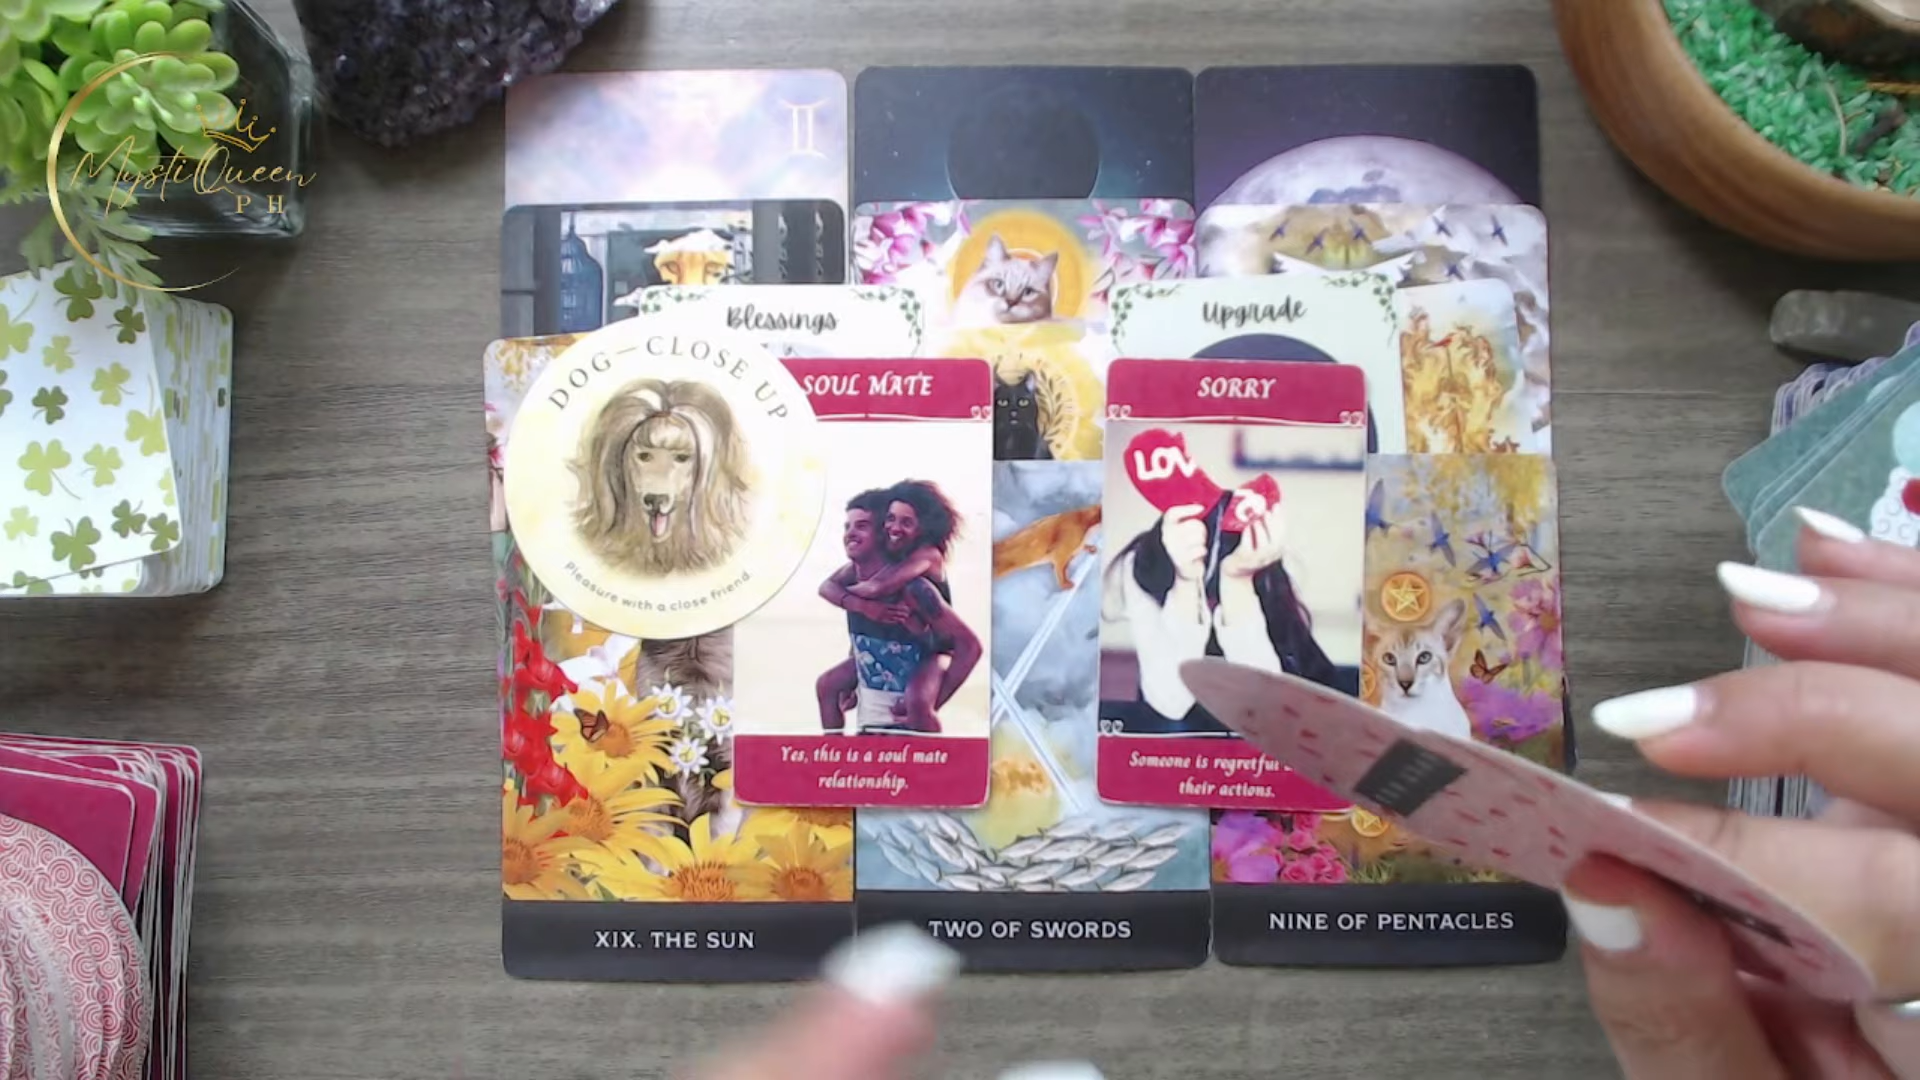 MystiQueen
PH
Blessings
Upgrade
DOG—CLOSE UP
SOUL MATE
SORRY
LOV
Pleasure with a close friend
Yes, this is a soul mate
relationship.
Someone is regretful
their actions.
XIX. THE SUN
TWO OF SWORDS
NINE OF PENTACLES